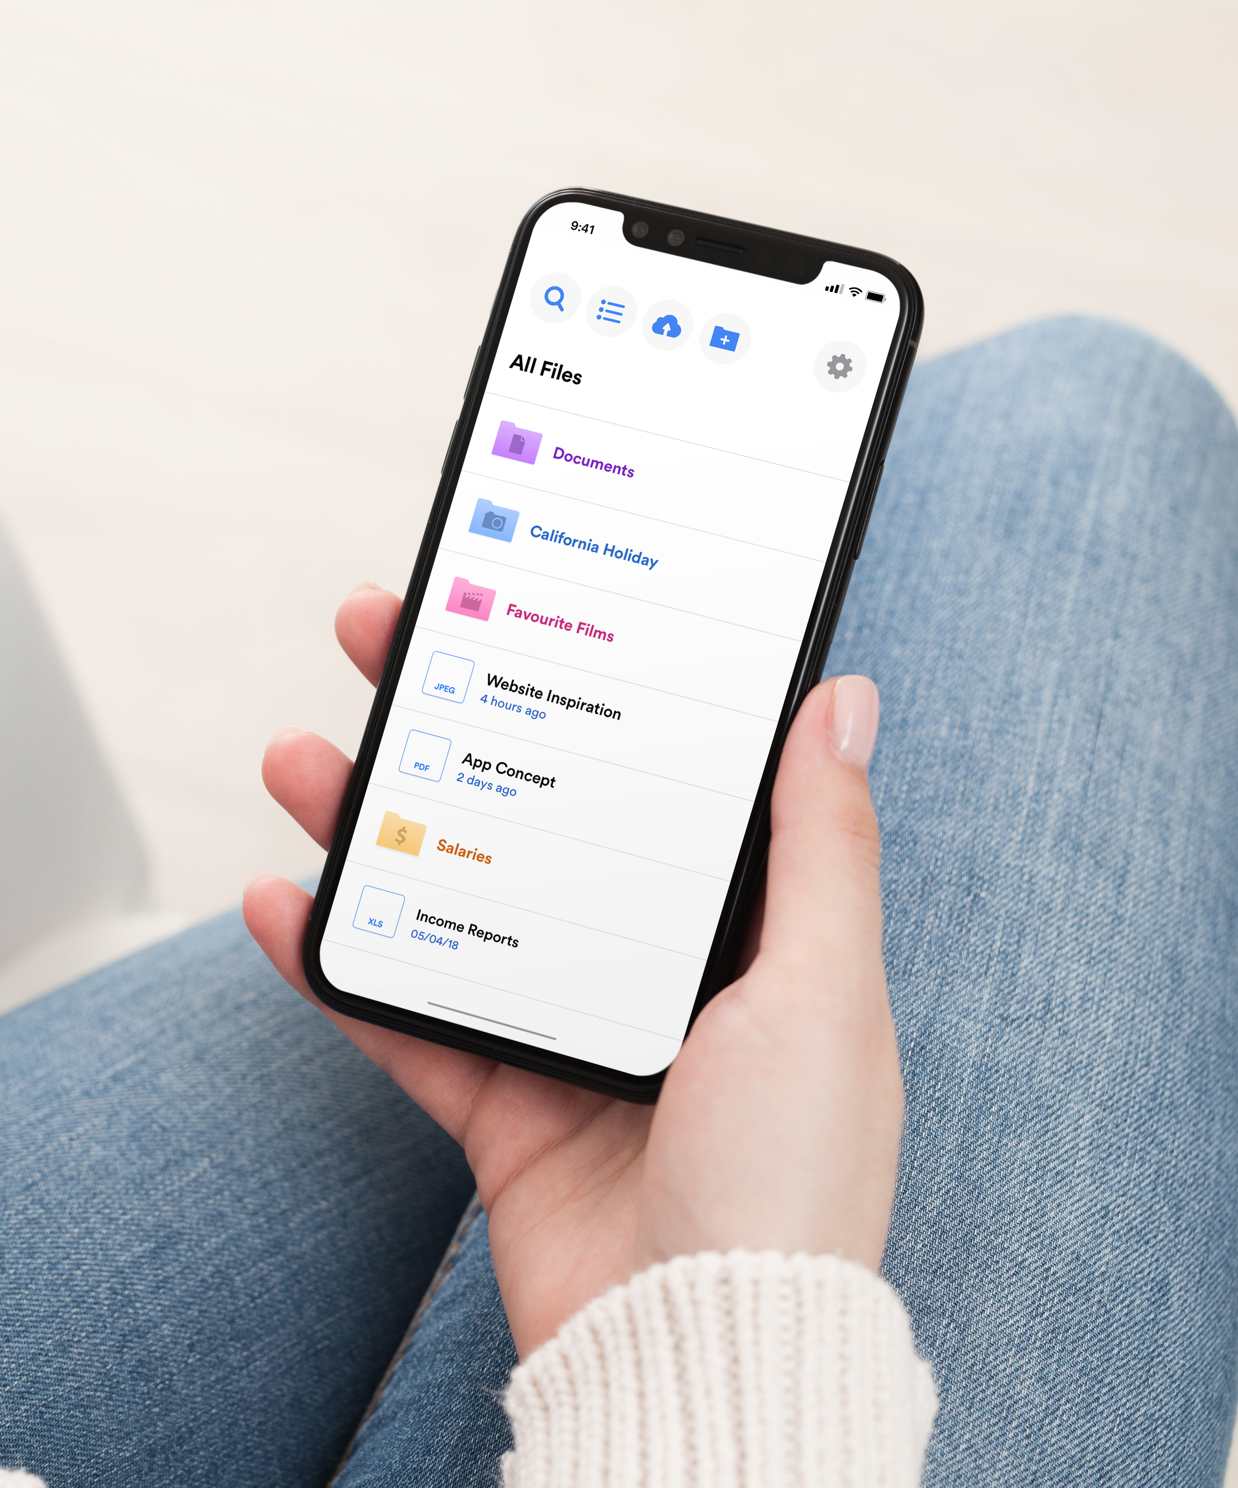 9:41
All Files
Documents
California Holiday
Favourite Films
JPEG
Website Inspiration
4 hours ago
PDF
App Concept
2 days ago
$
Salaries
XLS
Income Reports
05/04/18